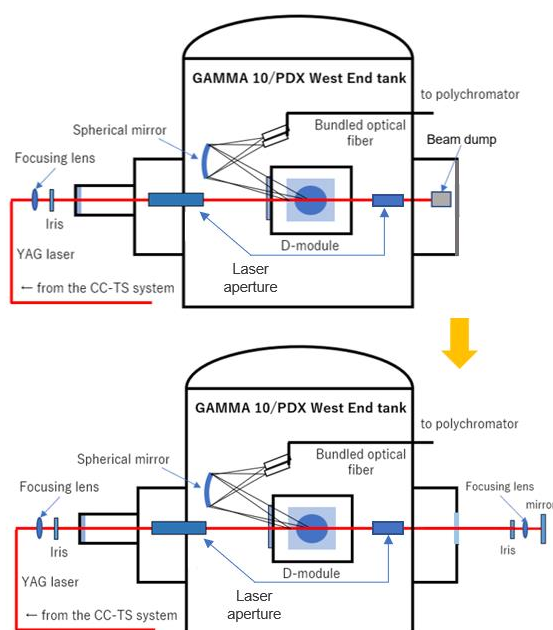 GAMMA 10/PDX West End tank
to polychromator
Spherical mirror
Bundled optical
fiber
Beam dump
Focusing lens
Iris
D-module
YAG laser
Laser
aperture
← from the CC-TS system
GAMMA 10/PDX West End tank
to polychromator
Spherical mirror
Bundled optical
fiber
Focusing lens
Focusing lens
mirror
Iris
Iris
D-module
YAG laser
Laser
aperture
← from the CC-TS system